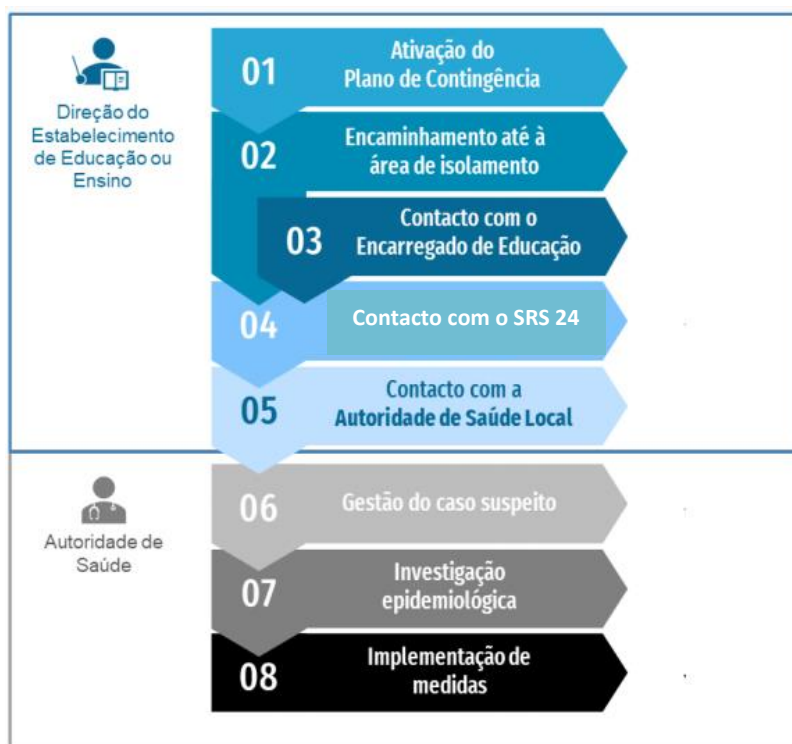 Direção do
Estabelecimento
de Educação ou
Ensino
01
Ativação do
Plano de Contingência
02
Encaminhamento até à
área de isolamento
03
Contacto com o
Encarregado de Educação
04
Contacto com o SRS 24
05
Contacto com a
Autoridade de Saúde Local
Autoridade de
Saúde
06
Gestão do caso suspeito
07
Investigação
epidemiológica
08
Implementação de
medidas